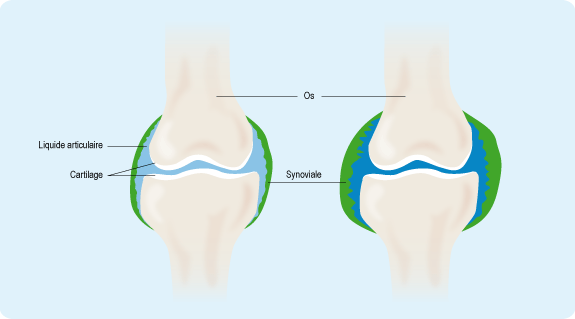 Os
Liquide articulaire
Cartilage
Synoviale